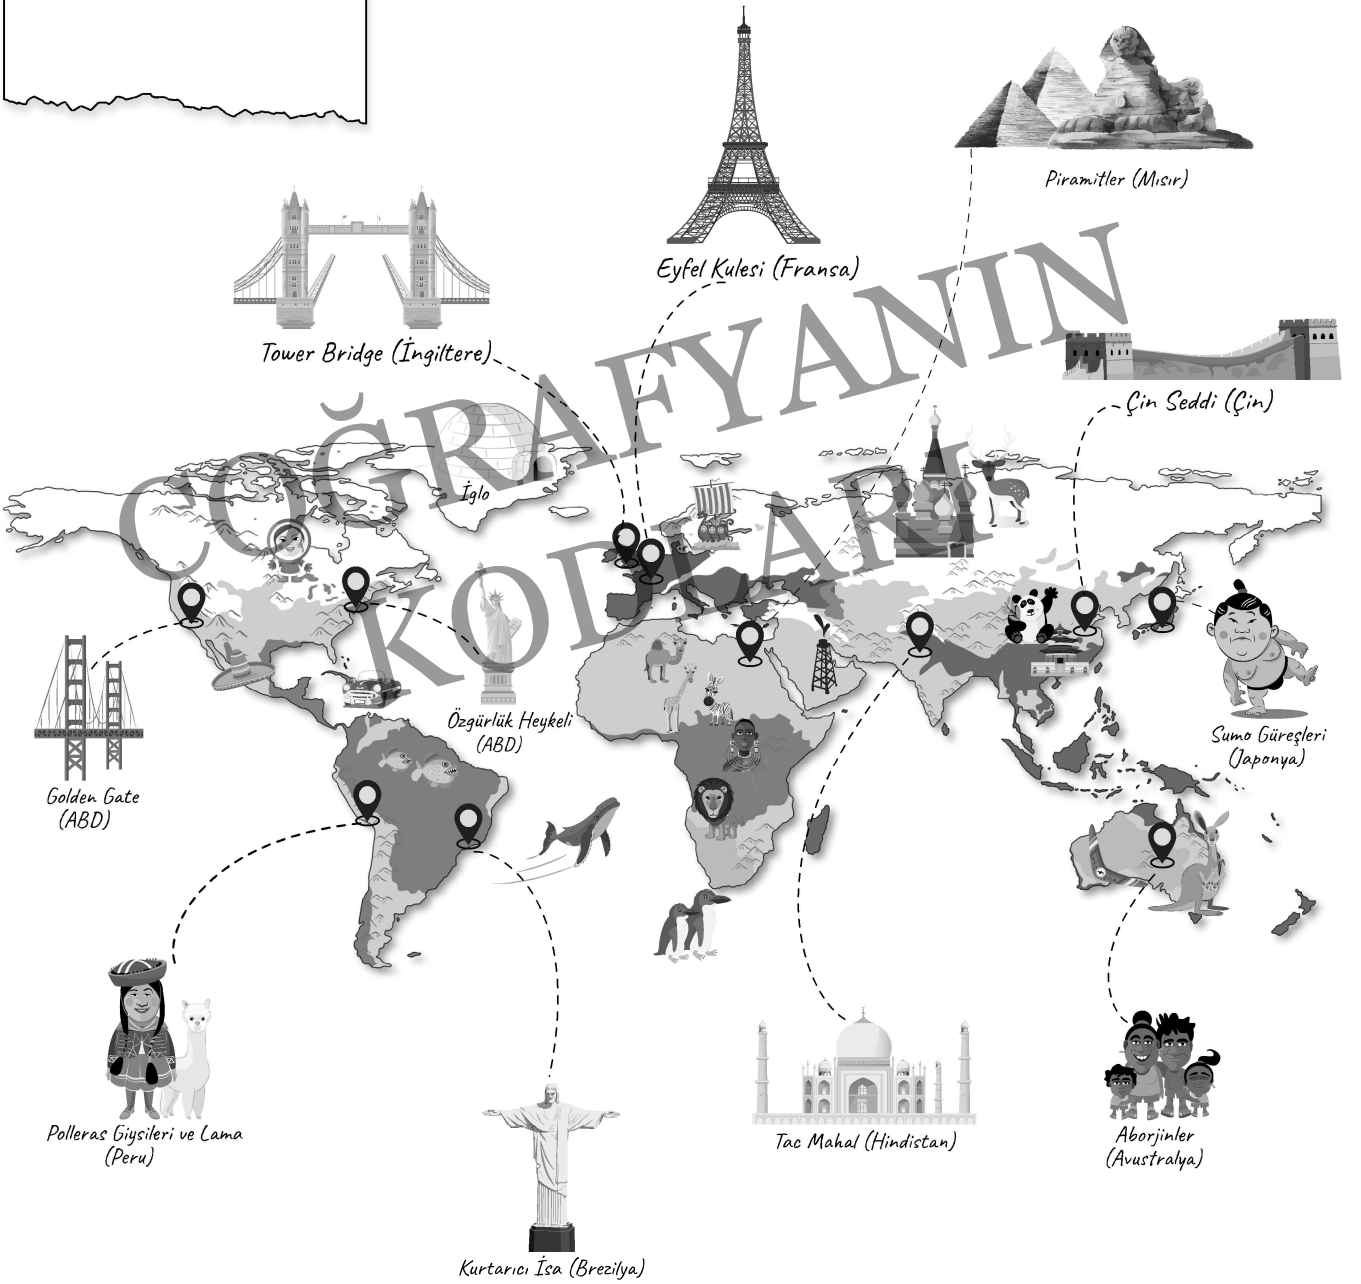 Piramitler (Mısır)
Eyfel Kulesi (Fransa)
Tower Bridge (İngiltere)
Çin Seddi (Çin)
COĞRAFYANIN
KODLARI
İglo
Özgürlük Heykeli
(ABD)
Sumo Güreşleri
(Japonya)
Golden Gate
(ABD)
Polleras Giysileri ve Lama
(Peru)
Tac Mahal (Hindistan)
Aborjinler
(Avustralya)
Kurtarıcı İsa (Brezilya)